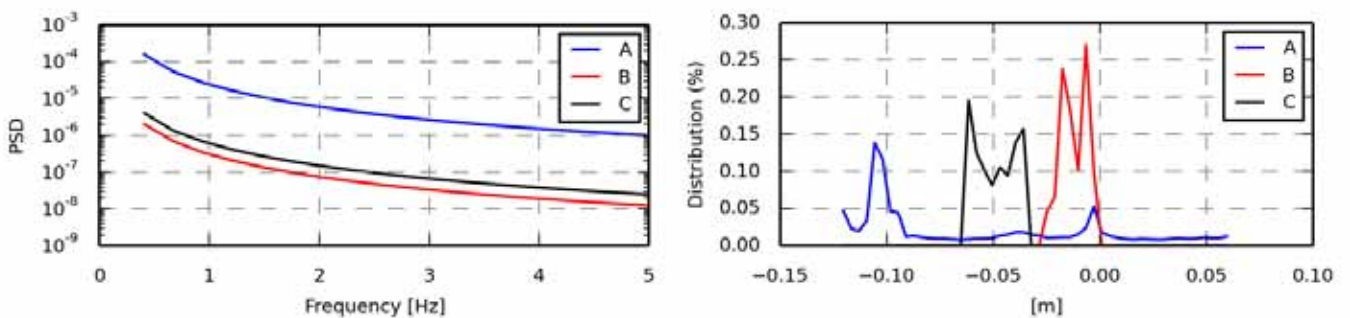 10⁻³
10⁻⁴
10⁻⁵
10⁻⁶
10⁻⁷
10⁻⁸
10⁻⁹
PSD
0 1 2 3 4 5
Frequency [Hz]
A
B
C
0.30
0.25
0.20
0.15
0.10
0.05
0.00
Distribution (%)
−0.15 −0.10 −0.05 0.00 0.05 0.10
[m]
A
B
C